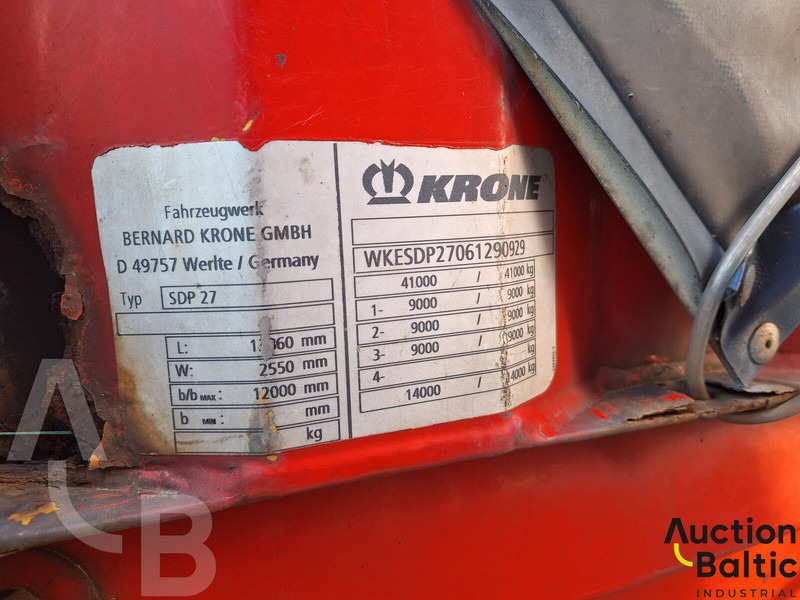 Fahrzeugwerk
BERNARD KRONE GMBH
D 49757 Werlte / Germany
Typ SDP 27
L: mm
W: 2550 mm
b/b MAX: 12000 mm
b MIN: mm
kg
KRONE
WKESDP27061290929
41000 / 41000 kg
1- 9000 / 9000 kg
2- 9000 / 9000 kg
3- 9000 / 9000 kg
4- / kg
14000 / 14000 kg
ALB
Auction
Baltic
INDUSTRIAL